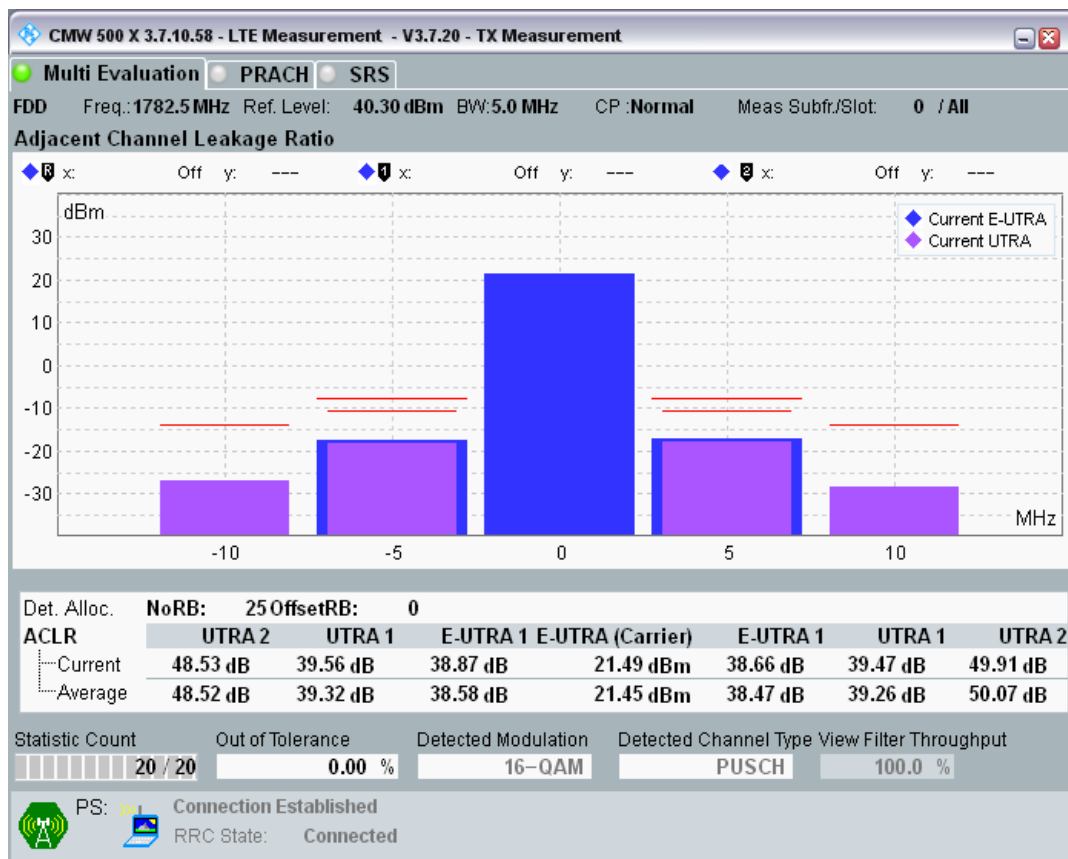 CMW 500 X 3.7.10.58 - LTE Measurement - V3.7.20 - TX Measurement
Multi Evaluation PRACH SRS
FDD Freq.:1782.5 MHz Ref. Level: 40.30 dBm BW:5.0 MHz CP :Normal Meas Subfr./Slot: 0 / All
Adjacent Channel Leakage Ratio
R x: Off y: --- 1 x: Off y: --- 2 x: Off y: ---
dBm
Current E-UTRA
Current UTRA
30
20
10
0
-10
-20
-30
MHz
-10 -5 0 5 10
Det. Alloc. NoRB: 25 OffsetRB: 0
ACLR UTRA 2 UTRA 1 E-UTRA 1 E-UTRA (Carrier) E-UTRA 1 UTRA 1 UTRA 2
Current 48.53 dB 39.56 dB 38.87 dB 21.49 dBm 38.66 dB 39.47 dB 49.91 dB
Average 48.52 dB 39.32 dB 38.58 dB 21.45 dBm 38.47 dB 39.26 dB 50.07 dB
Statistic Count Out of Tolerance Detected Modulation Detected Channel Type View Filter Throughput
20 / 20 0.00 % 16-QAM PUSCH 100.0 %
PS: Connection Established
RRC State: Connected